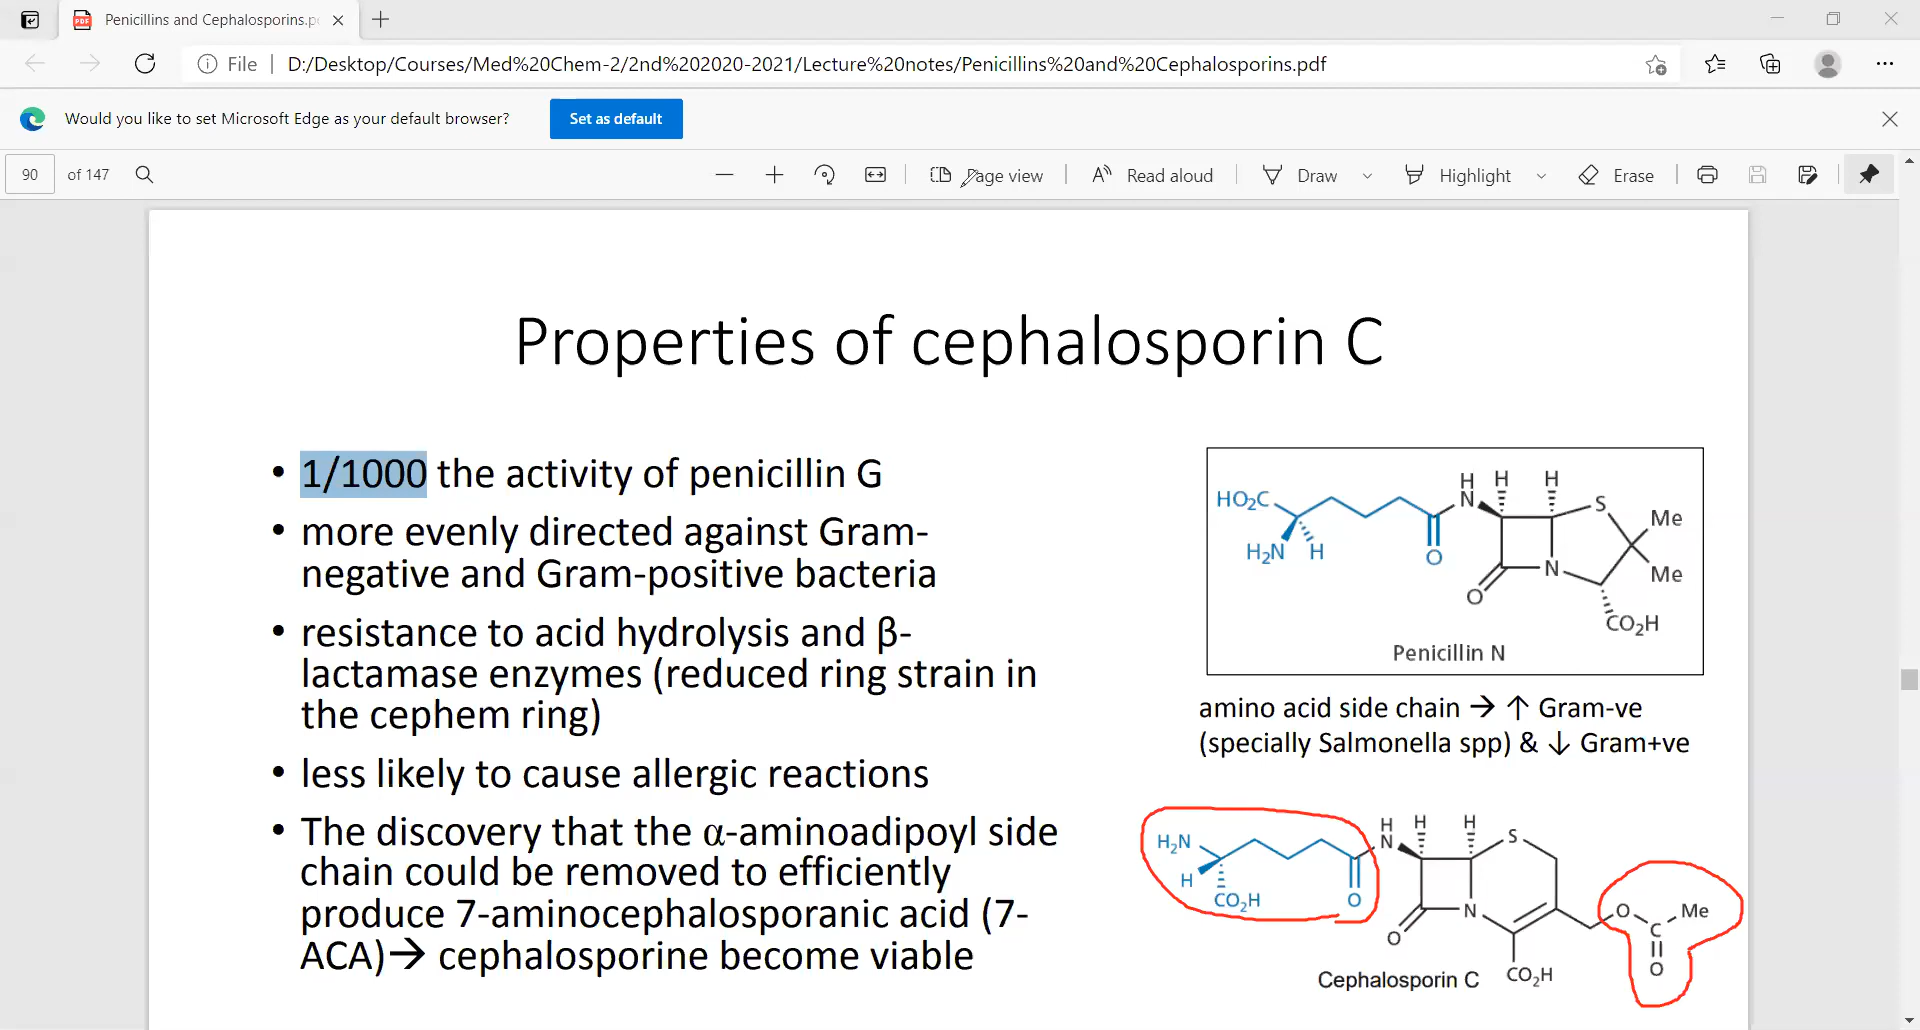 Penicillins and Cephalosporins.p
File
D:/Desktop/Courses/Med%20Chem-2/2nd%202020-2021/Lecture%20notes/Penicillins%20and%20Cephalosporins.pdf
Would you like to set Microsoft Edge as your default browser?
Set as default
90 of 147
Page view
Read aloud
Draw
Highlight
Erase
Properties of cephalosporin C
• 1/1000 the activity of penicillin G
• more evenly directed against Gram-
negative and Gram-positive bacteria
• resistance to acid hydrolysis and β-
lactamase enzymes (reduced ring strain in
the cephem ring)
• less likely to cause allergic reactions
• The discovery that the α-aminoadipoyl side
chain could be removed to efficiently
produce 7-aminocephalosporanic acid (7-
ACA)→ cephalosporine become viable
HO₂C
H₂N
H
O
H
N
H
H
S
Me
Me
N
O
CO₂H
Penicillin N
amino acid side chain → ↑ Gram-ve
(specially Salmonella spp) & ↓ Gram+ve
H₂N
H
CO₂H
O
H
N
H
H
S
N
O
O
C
Me
O
CO₂H
Cephalosporin C